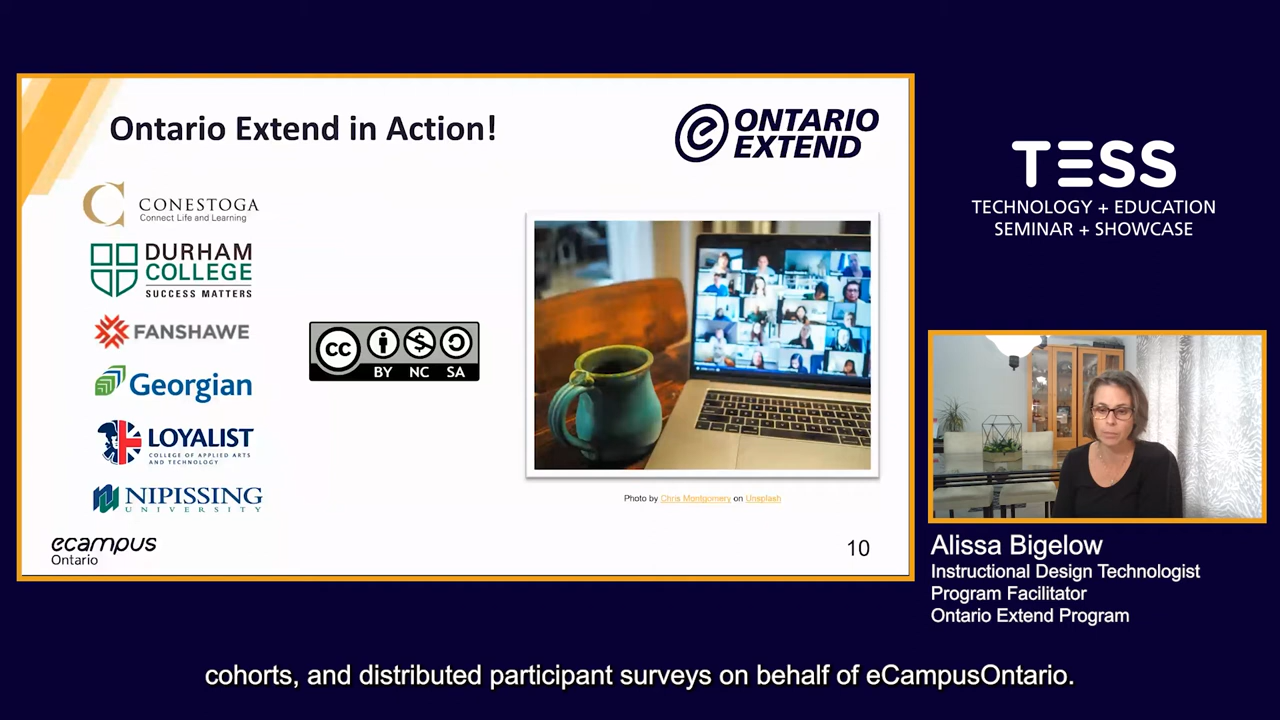 Ontario Extend in Action!
ONTARIO
EXTEND
C
CONESTOGA
Connect Life and Learning
DURHAM
COLLEGE
SUCCESS MATTERS
FANSHAWE
Georgian
LOYALIST
COLLEGE OF APPLIED ARTS
AND TECHNOLOGY
NIPISSING
UNIVERSITY
cc
BY NC SA
Photo by Chris Montgomery on Unsplash
ecampus
Ontario
10
TESS
TECHNOLOGY + EDUCATION
SEMINAR + SHOWCASE
Alissa Bigelow
Instructional Design Technologist
Program Facilitator
Ontario Extend Program
cohorts, and distributed participant surveys on behalf of eCampusOntario.